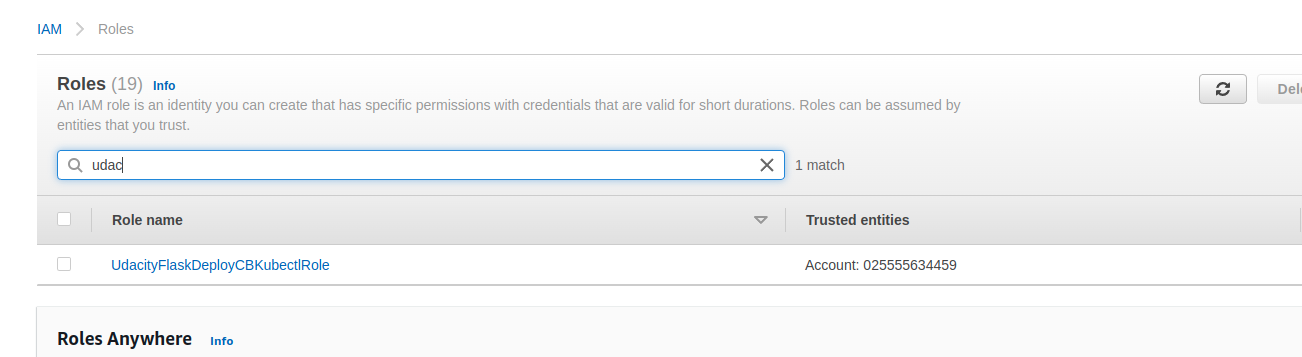 IAM > Roles
Roles (19) Info
An IAM role is an identity you can create that has specific permissions with credentials that are valid for short durations. Roles can be assumed by
entities that you trust.
Dele
udac
1 match
Role name Trusted entities
UdacityFlaskDeployCBKubectlRole Account: 025555634459
Roles Anywhere Info